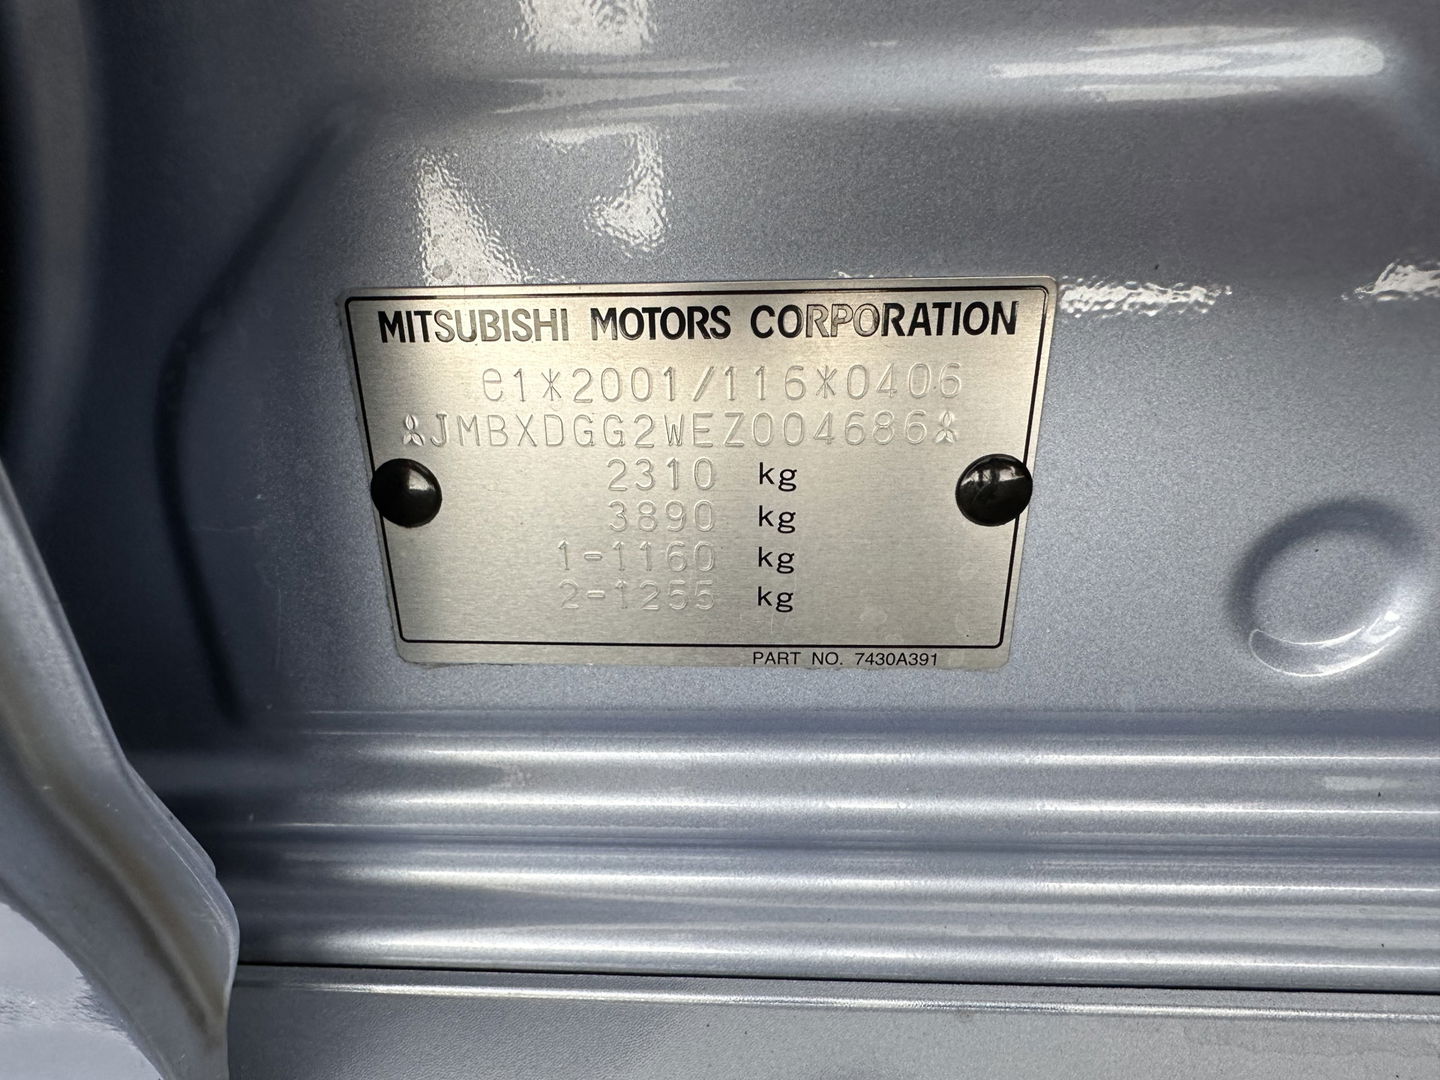 MITSUBISHI MOTORS CORPORATION
e1*2001/116*0406
JMBXDGG2WEZ004686
2310 kg
3890 kg
1-1160 kg
2-1255 kg
PART NO. 7430A391